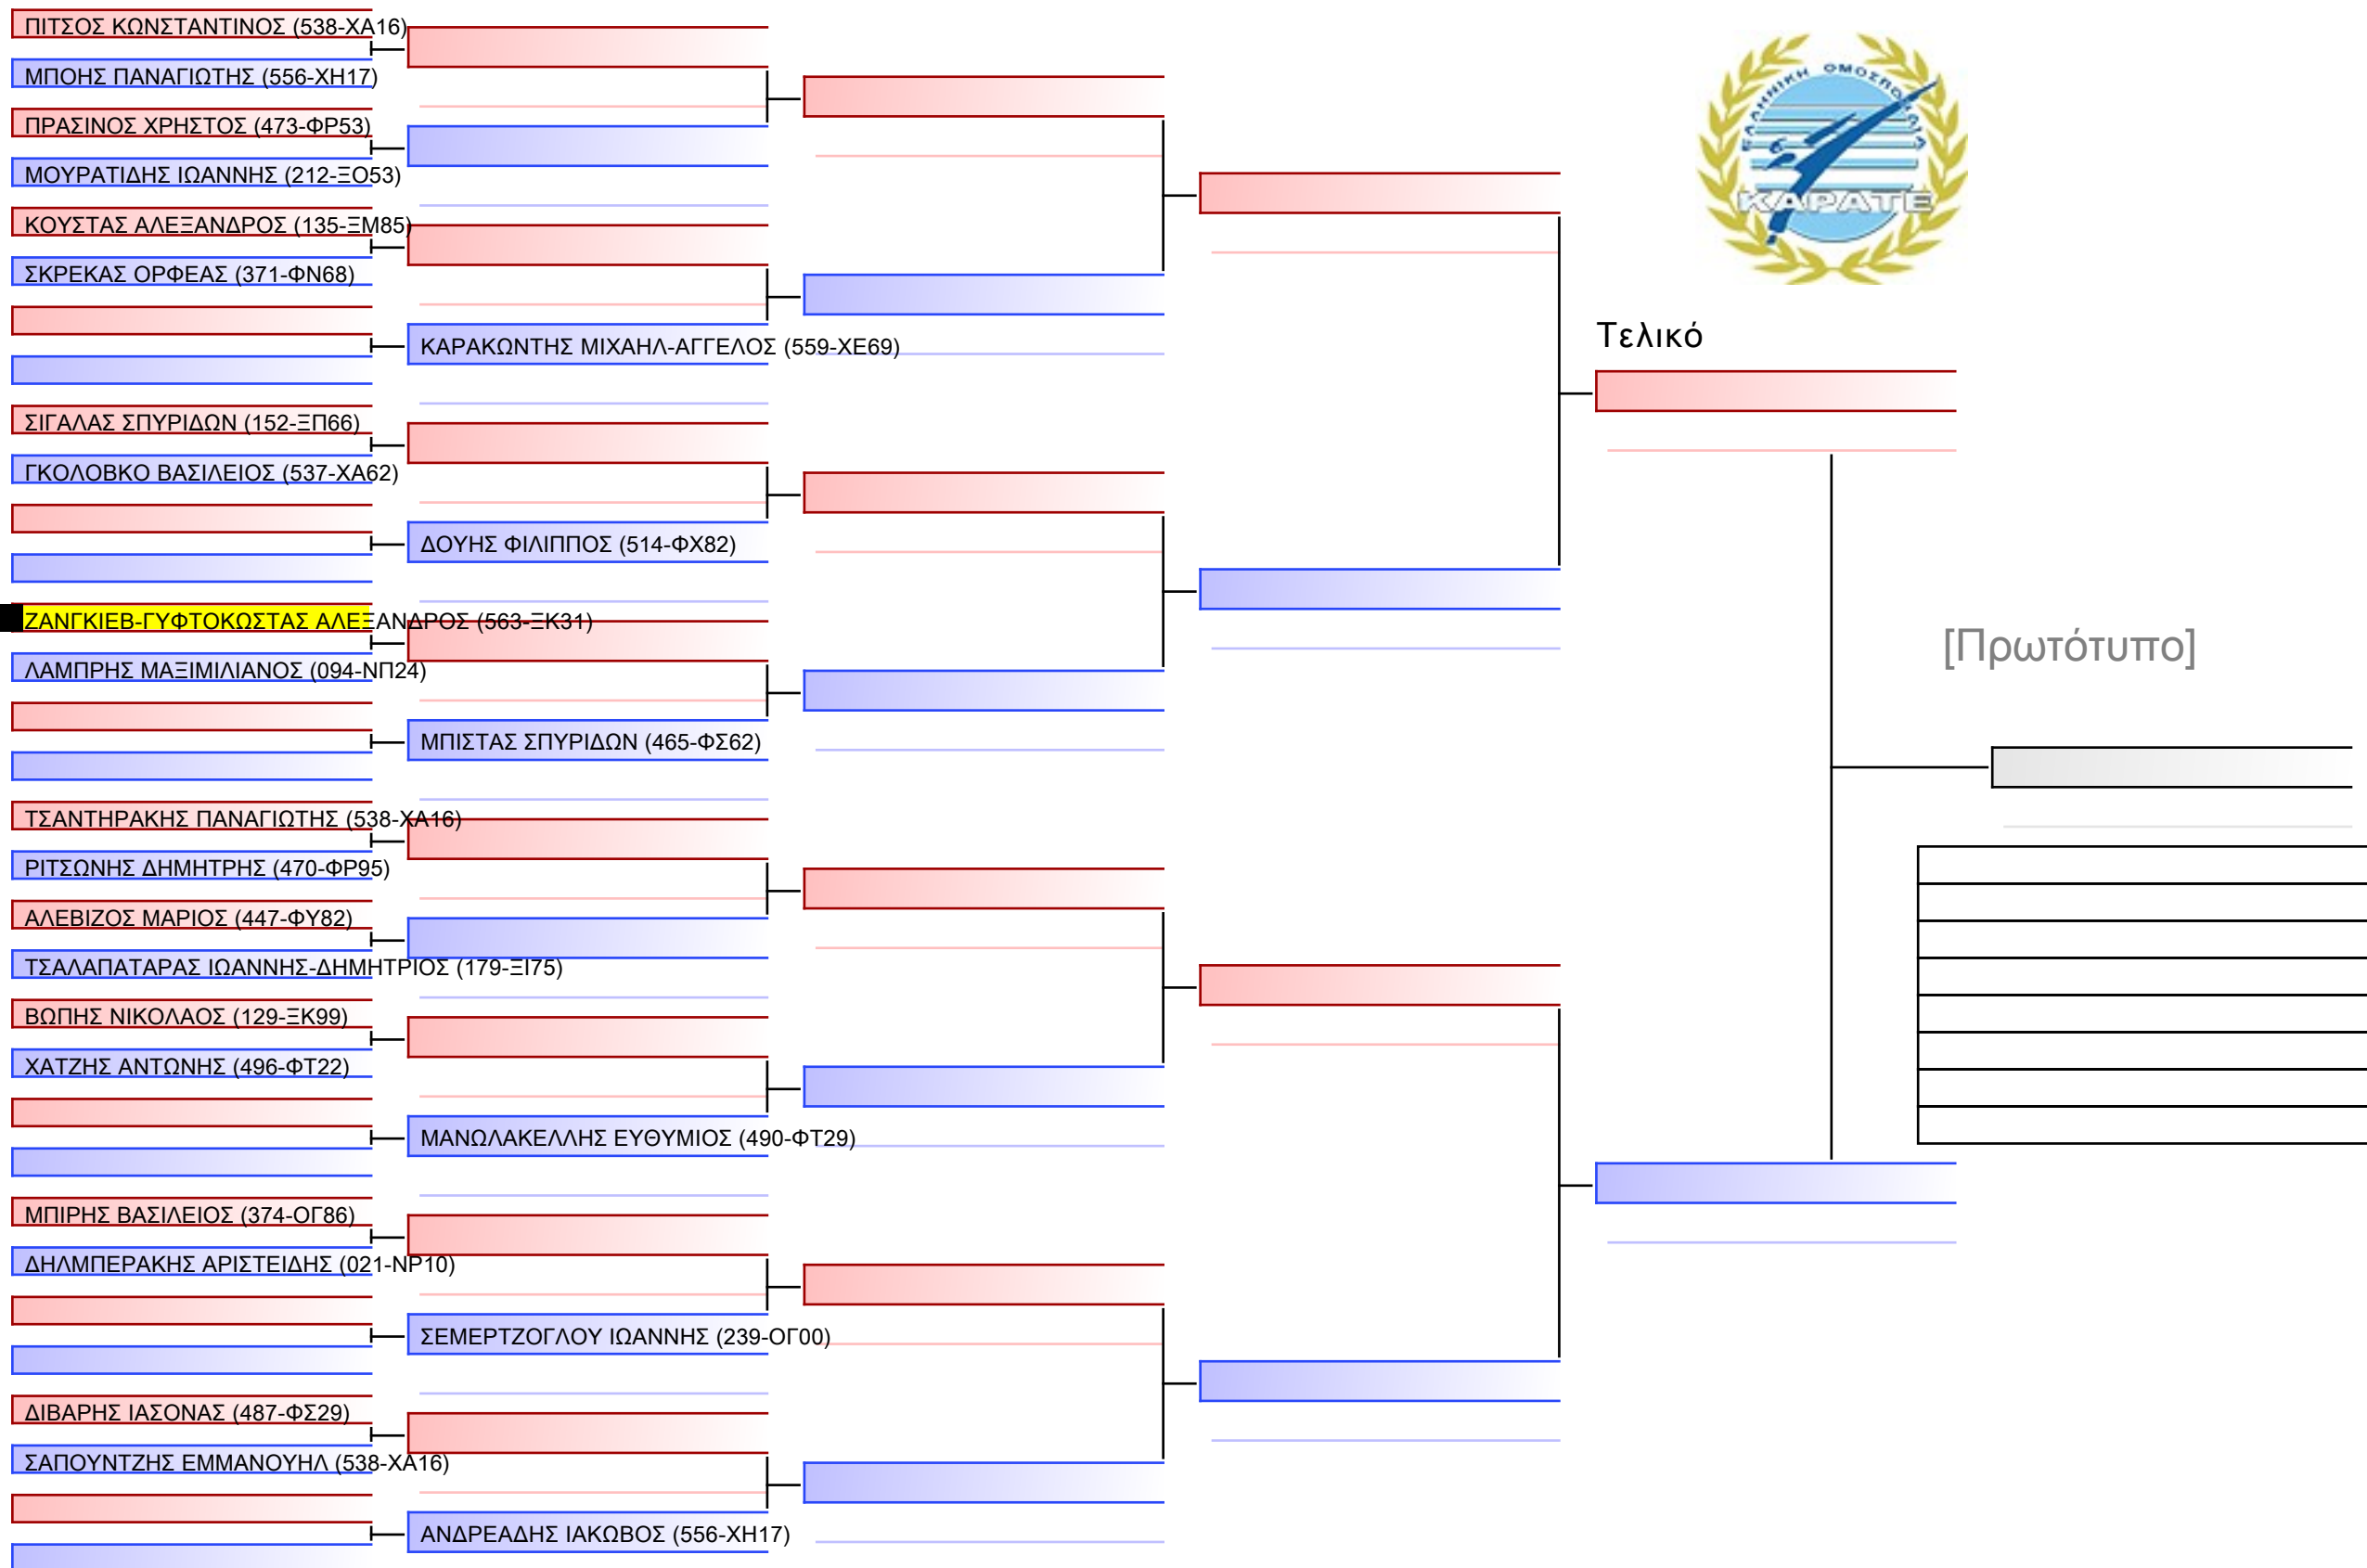 ΠΙΤΣΟΣ ΚΩΝΣΤΑΝΤΙΝΟΣ (538-ΧΑ16)
ΜΠΟΗΣ ΠΑΝΑΓΙΩΤΗΣ (556-ΧΗ17)
ΠΡΑΣΙΝΟΣ ΧΡΗΣΤΟΣ (473-ΦΡ53)
ΜΟΥΡΑΤΙΔΗΣ ΙΩΑΝΝΗΣ (212-ΞΟ53)
ΚΟΥΣΤΑΣ ΑΛΕΞΑΝΔΡΟΣ (135-ΞΜ85)
ΣΚΡΕΚΑΣ ΟΡΦΕΑΣ (371-ΦΝ68)
ΣΙΓΑΛΑΣ ΣΠΥΡΙΔΩΝ (152-ΞΠ66)
ΓΚΟΛΟΒΚΟ ΒΑΣΙΛΕΙΟΣ (537-ΧΑ62)
ΖΑΝΓΚΙΕΒ-ΓΥΦΤΟΚΩΣΤΑΣ ΑΛΕΞΑΝΔΡΟΣ (563-ΞΚ31)
ΛΑΜΠΡΗΣ ΜΑΞΙΜΙΛΙΑΝΟΣ (094-ΝΠ24)
ΤΣΑΝΤΗΡΑΚΗΣ ΠΑΝΑΓΙΩΤΗΣ (538-ΧΑ16)
ΡΙΤΣΩΝΗΣ ΔΗΜΗΤΡΗΣ (470-ΦΡ95)
ΑΛΕΒΙΖΟΣ ΜΑΡΙΟΣ (447-ΦΥ82)
ΤΣΑΛΑΠΑΤΑΡΑΣ ΙΩΑΝΝΗΣ-ΔΗΜΗΤΡΙΟΣ (179-ΞΙ75)
ΒΩΠΗΣ ΝΙΚΟΛΑΟΣ (129-ΞΚ99)
ΧΑΤΖΗΣ ΑΝΤΩΝΗΣ (496-ΦΤ22)
ΜΠΙΡΗΣ ΒΑΣΙΛΕΙΟΣ (374-ΟΓ86)
ΔΗΛΜΠΕΡΑΚΗΣ ΑΡΙΣΤΕΙΔΗΣ (021-ΝΡ10)
ΔΙΒΑΡΗΣ ΙΑΣΟΝΑΣ (487-ΦΣ29)
ΣΑΠΟΥΝΤΖΗΣ ΕΜΜΑΝΟΥΗΛ (538-ΧΑ16)
ΚΑΡΑΚΩΝΤΗΣ ΜΙΧΑΗΛ-ΑΓΓΕΛΟΣ (559-ΧΕ69)
ΔΟΥΗΣ ΦΙΛΙΠΠΟΣ (514-ΦΧ82)
ΜΠΙΣΤΑΣ ΣΠΥΡΙΔΩΝ (465-ΦΣ62)
ΜΑΝΩΛΑΚΕΛΛΗΣ ΕΥΘΥΜΙΟΣ (490-ΦΤ29)
ΣΕΜΕΡΤΖΟΓΛΟΥ ΙΩΑΝΝΗΣ (239-ΟΓ00)
ΑΝΔΡΕΑΔΗΣ ΙΑΚΩΒΟΣ (556-ΧΗ17)
ΕΛΛΗΝΙΚΗ ΟΜΟΣΠΟΝΔΙΑ
ΚΑΡΑΤΕ
Τελικό
[Πρωτότυπο]